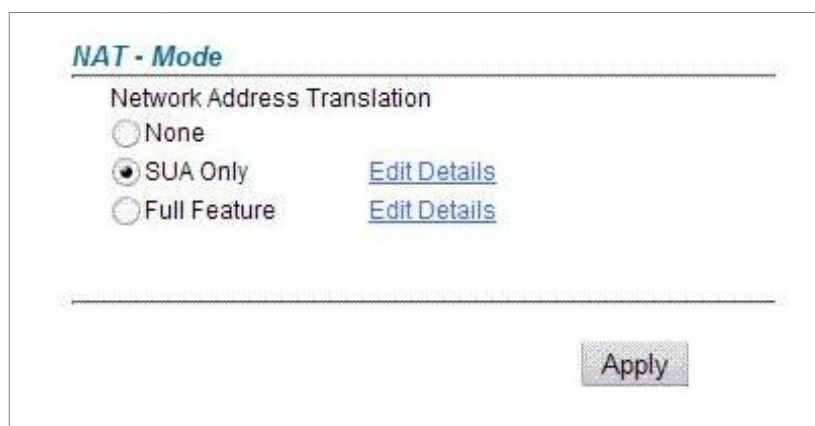 NAT - Mode
Network Address Translation
None
SUA Only Edit Details
Full Feature Edit Details
Apply